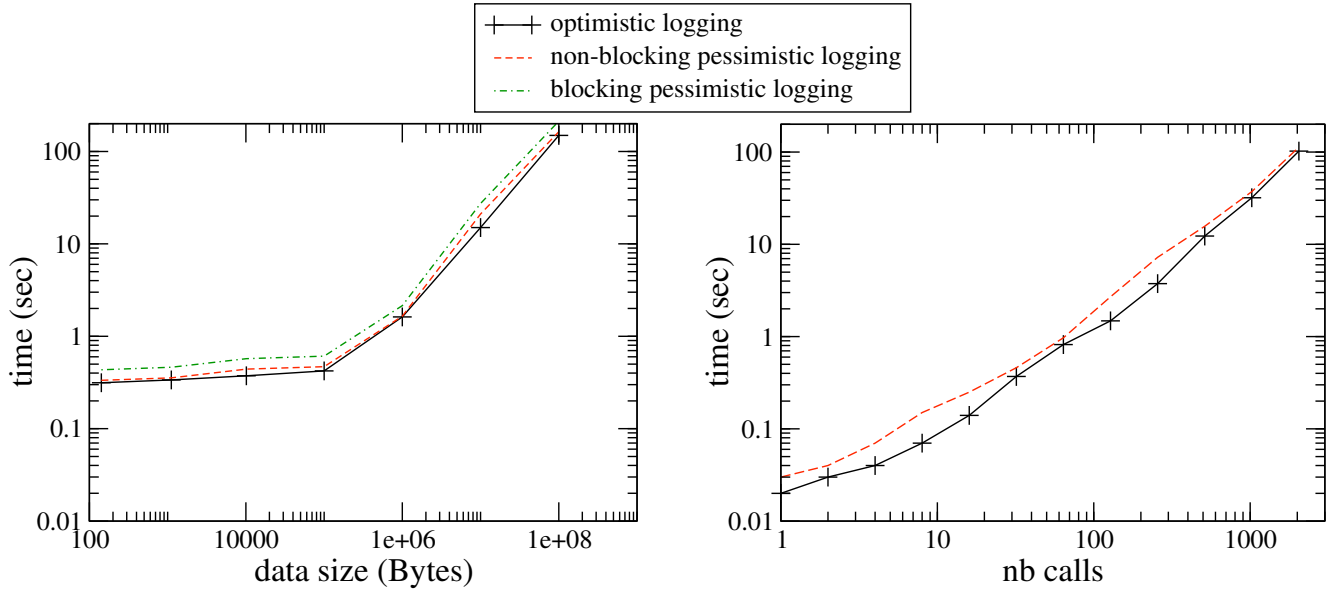 optimistic logging
non-blocking pessimistic logging
blocking pessimistic logging
100
10
1
0.1
0.01
time (sec)
100 10000 1e+06 1e+08
data size (Bytes)
100
10
1
0.1
0.01
time (sec)
1 10 100 1000
nb calls